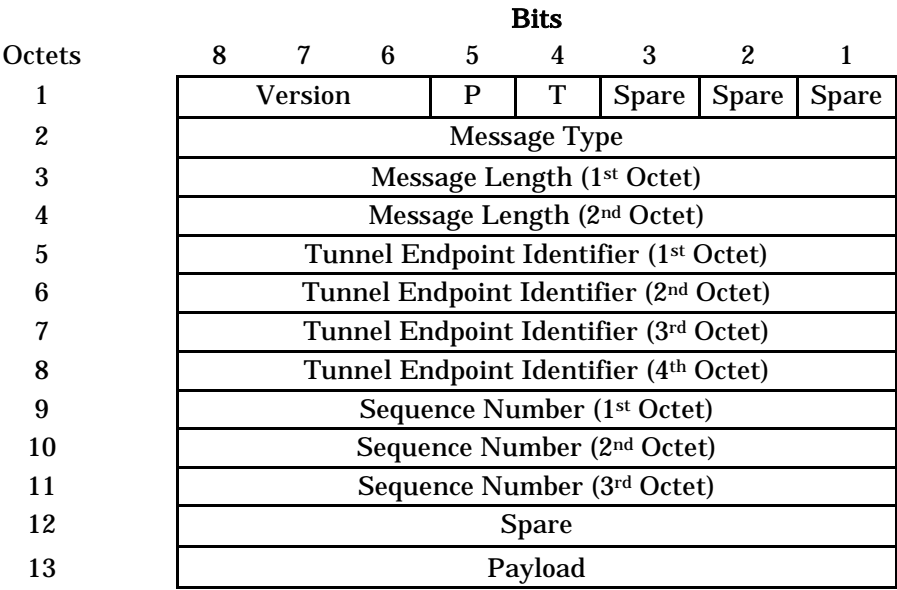 Bits
Octets 8 7 6 5 4 3 2 1
1 Version P T Spare Spare Spare
2 Message Type
3 Message Length (1st Octet)
4 Message Length (2nd Octet)
5 Tunnel Endpoint Identifier (1st Octet)
6 Tunnel Endpoint Identifier (2nd Octet)
7 Tunnel Endpoint Identifier (3rd Octet)
8 Tunnel Endpoint Identifier (4th Octet)
9 Sequence Number (1st Octet)
10 Sequence Number (2nd Octet)
11 Sequence Number (3rd Octet)
12 Spare
13 Payload